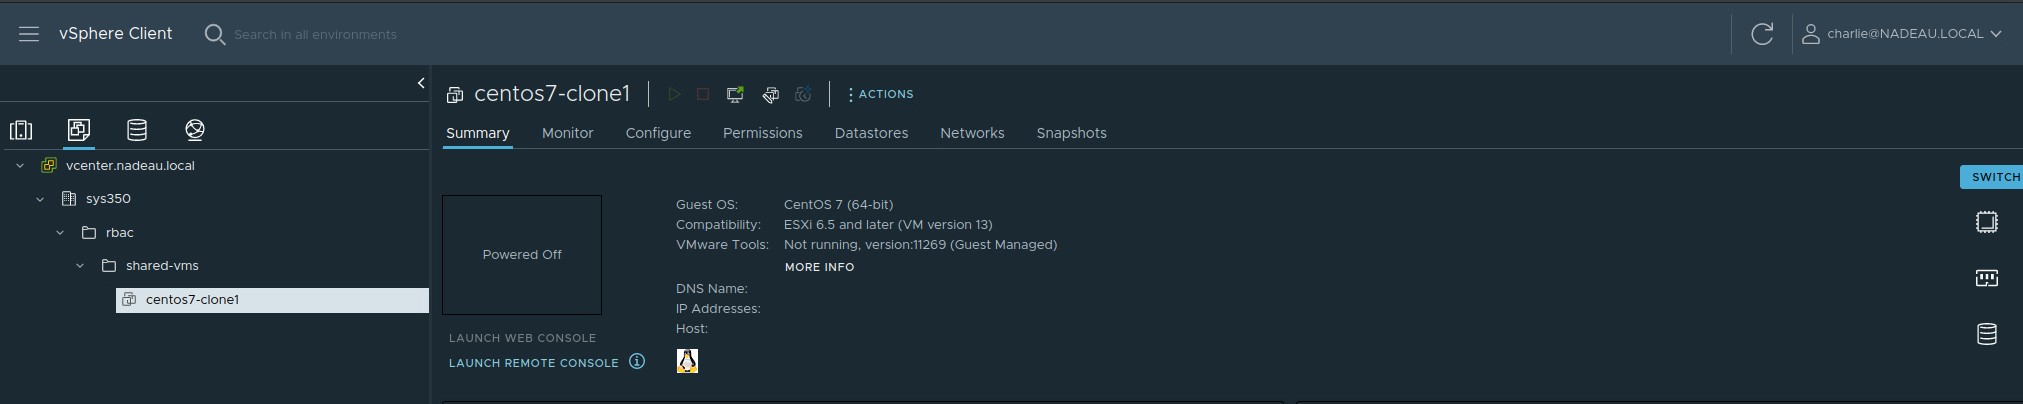 vSphere Client
Search in all environments
charlie@NADEAU.LOCAL
centos7-clone1
ACTIONS
Summary Monitor Configure Permissions Datastores Networks Snapshots
vcenter.nadeau.local
sys350
rbac
shared-vms
centos7-clone1
Powered Off
LAUNCH WEB CONSOLE
LAUNCH REMOTE CONSOLE
Guest OS: CentOS 7 (64-bit)
Compatibility: ESXi 6.5 and later (VM version 13)
VMware Tools: Not running, version:11269 (Guest Managed)
MORE INFO
DNS Name:
IP Addresses:
Host:
SWITCH